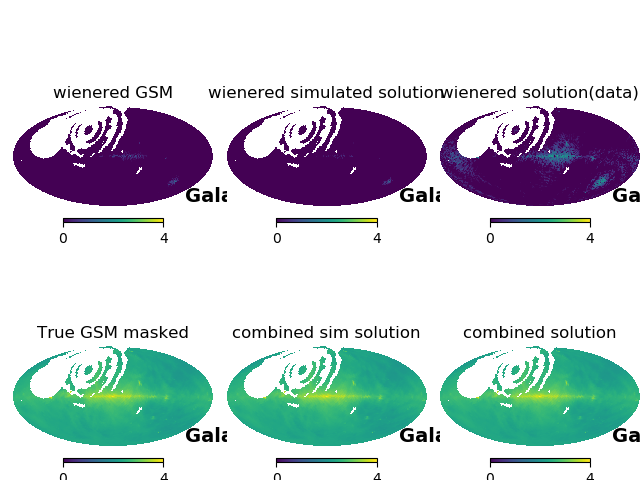 wienered GSM
wienered simulated solution
wienered solution(data)
Gala
Gala
Ga
0 4
0 4
0 4
True GSM masked
combined sim solution
combined solution
Gala
Gala
Ga
0 4
0 4
0 4